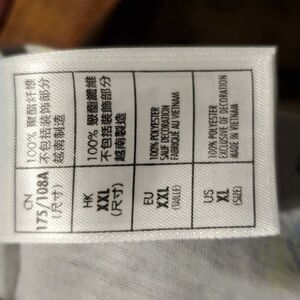 CN
175/108A
(尺寸)
100% 聚酯纤维
不包括装饰部分
越南制造
HK
XXL
(尺寸)
100% 聚酯纖維
不包括裝飾部分
越南製造
EU
XXL
(TAILLE)
100% POLYESTER
SAUF DÉCORATION
FABRIQUÉ AU VIETNAM
US
XL
(SIZE)
100% POLYESTER
EXCLUSIVE OF DECORATION
MADE IN VIETNAM